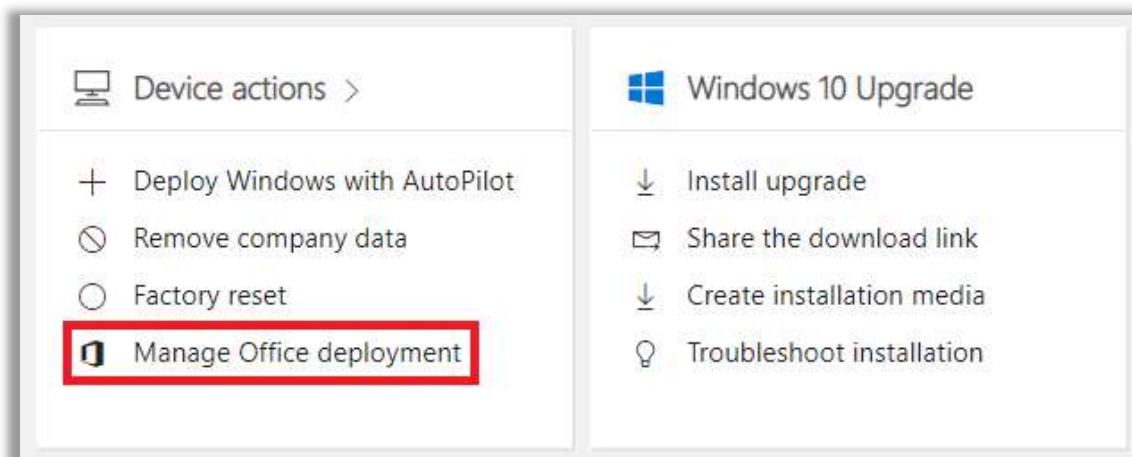 Device actions >
Deploy Windows with AutoPilot
Remove company data
Factory reset
Manage Office deployment
Windows 10 Upgrade
Install upgrade
Share the download link
Create installation media
Troubleshoot installation